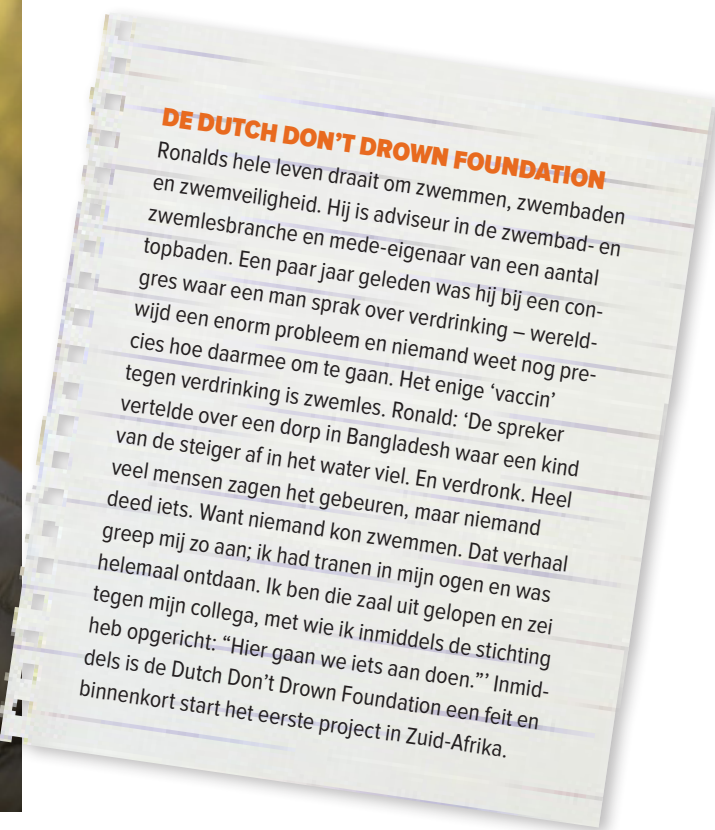 DE DUTCH DON'T DROWN FOUNDATION
Ronalds hele leven draait om zwemmen, zwembaden
en zwemveiligheid. Hij is adviseur in de zwembad- en
zwemlesbranche en mede-eigenaar van een aantal
topbaden. Een paar jaar geleden was hij bij een con-
gres waar een man sprak over verdrinking – wereld-
wijd een enorm probleem en niemand weet nog pre-
cies hoe daarmee om te gaan. Het enige ‘vaccin’
tegen verdrinking is zwemles. Ronald: ‘De spreker
vertelde over een dorp in Bangladesh waar een kind
van de steiger af in het water viel. En verdronk. Heel
veel mensen zagen het gebeuren, maar niemand
deed iets. Want niemand kon zwemmen. Dat verhaal
greep mij zo aan; ik had tranen in mijn ogen en was
helemaal ontdaan. Ik ben die zaal uit gelopen en zei
tegen mijn collega, met wie ik inmiddels de stichting
heb opgericht: “Hier gaan we iets aan doen.”’ Inmid-
dels is de Dutch Don’t Drown Foundation een feit en
binnenkort start het eerste project in Zuid-Afrika.